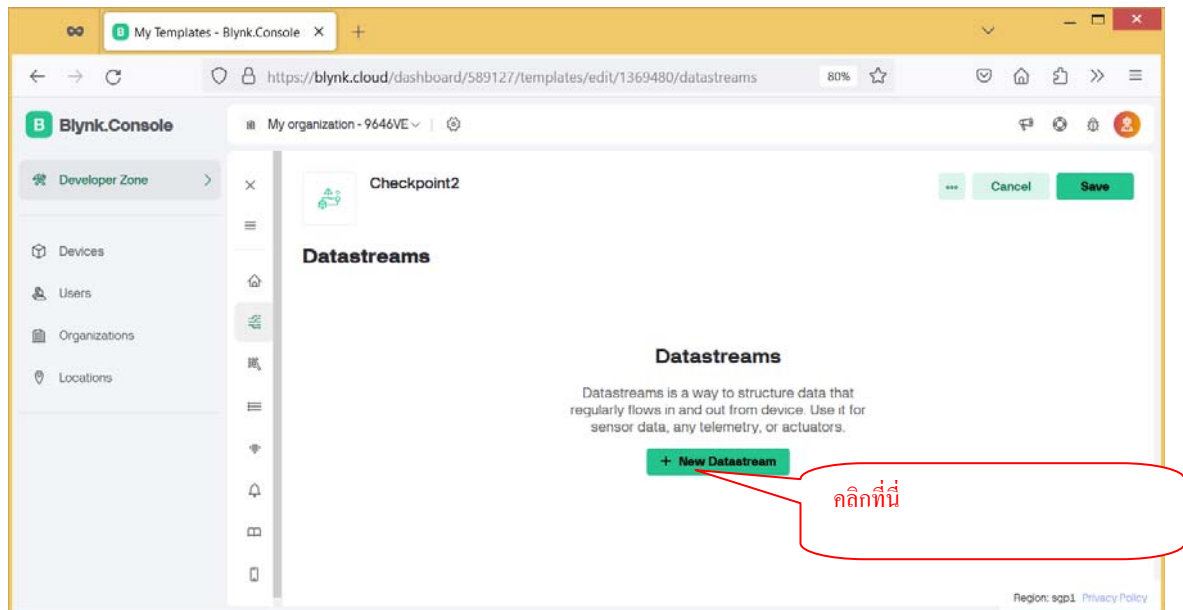 My Templates - Blynk.Console
https://blynk.cloud/dashboard/589127/templates/edit/1369480/datastreams
80%
B Blynk.Console
My organization - 9646VE
Developer Zone
Checkpoint2
Cancel
Save
Datastreams
Devices
Users
Organizations
Locations
Datastreams
Datastreams is a way to structure data that
regularly flows in and out from device. Use it for
sensor data, any telemetry, or actuators.
+ New Datastream
คลิกที่นี่
Region: sgp1 Privacy Policy